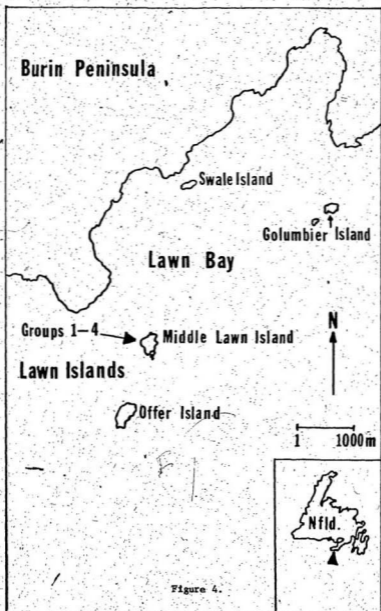 Burin Peninsula
Swale Island
Golumbier Island
Lawn Bay
Groups 1-4
Middle Lawn Island
N
Lawn Islands
Offer Island
1 1000m
Nfld.
Figure 4.